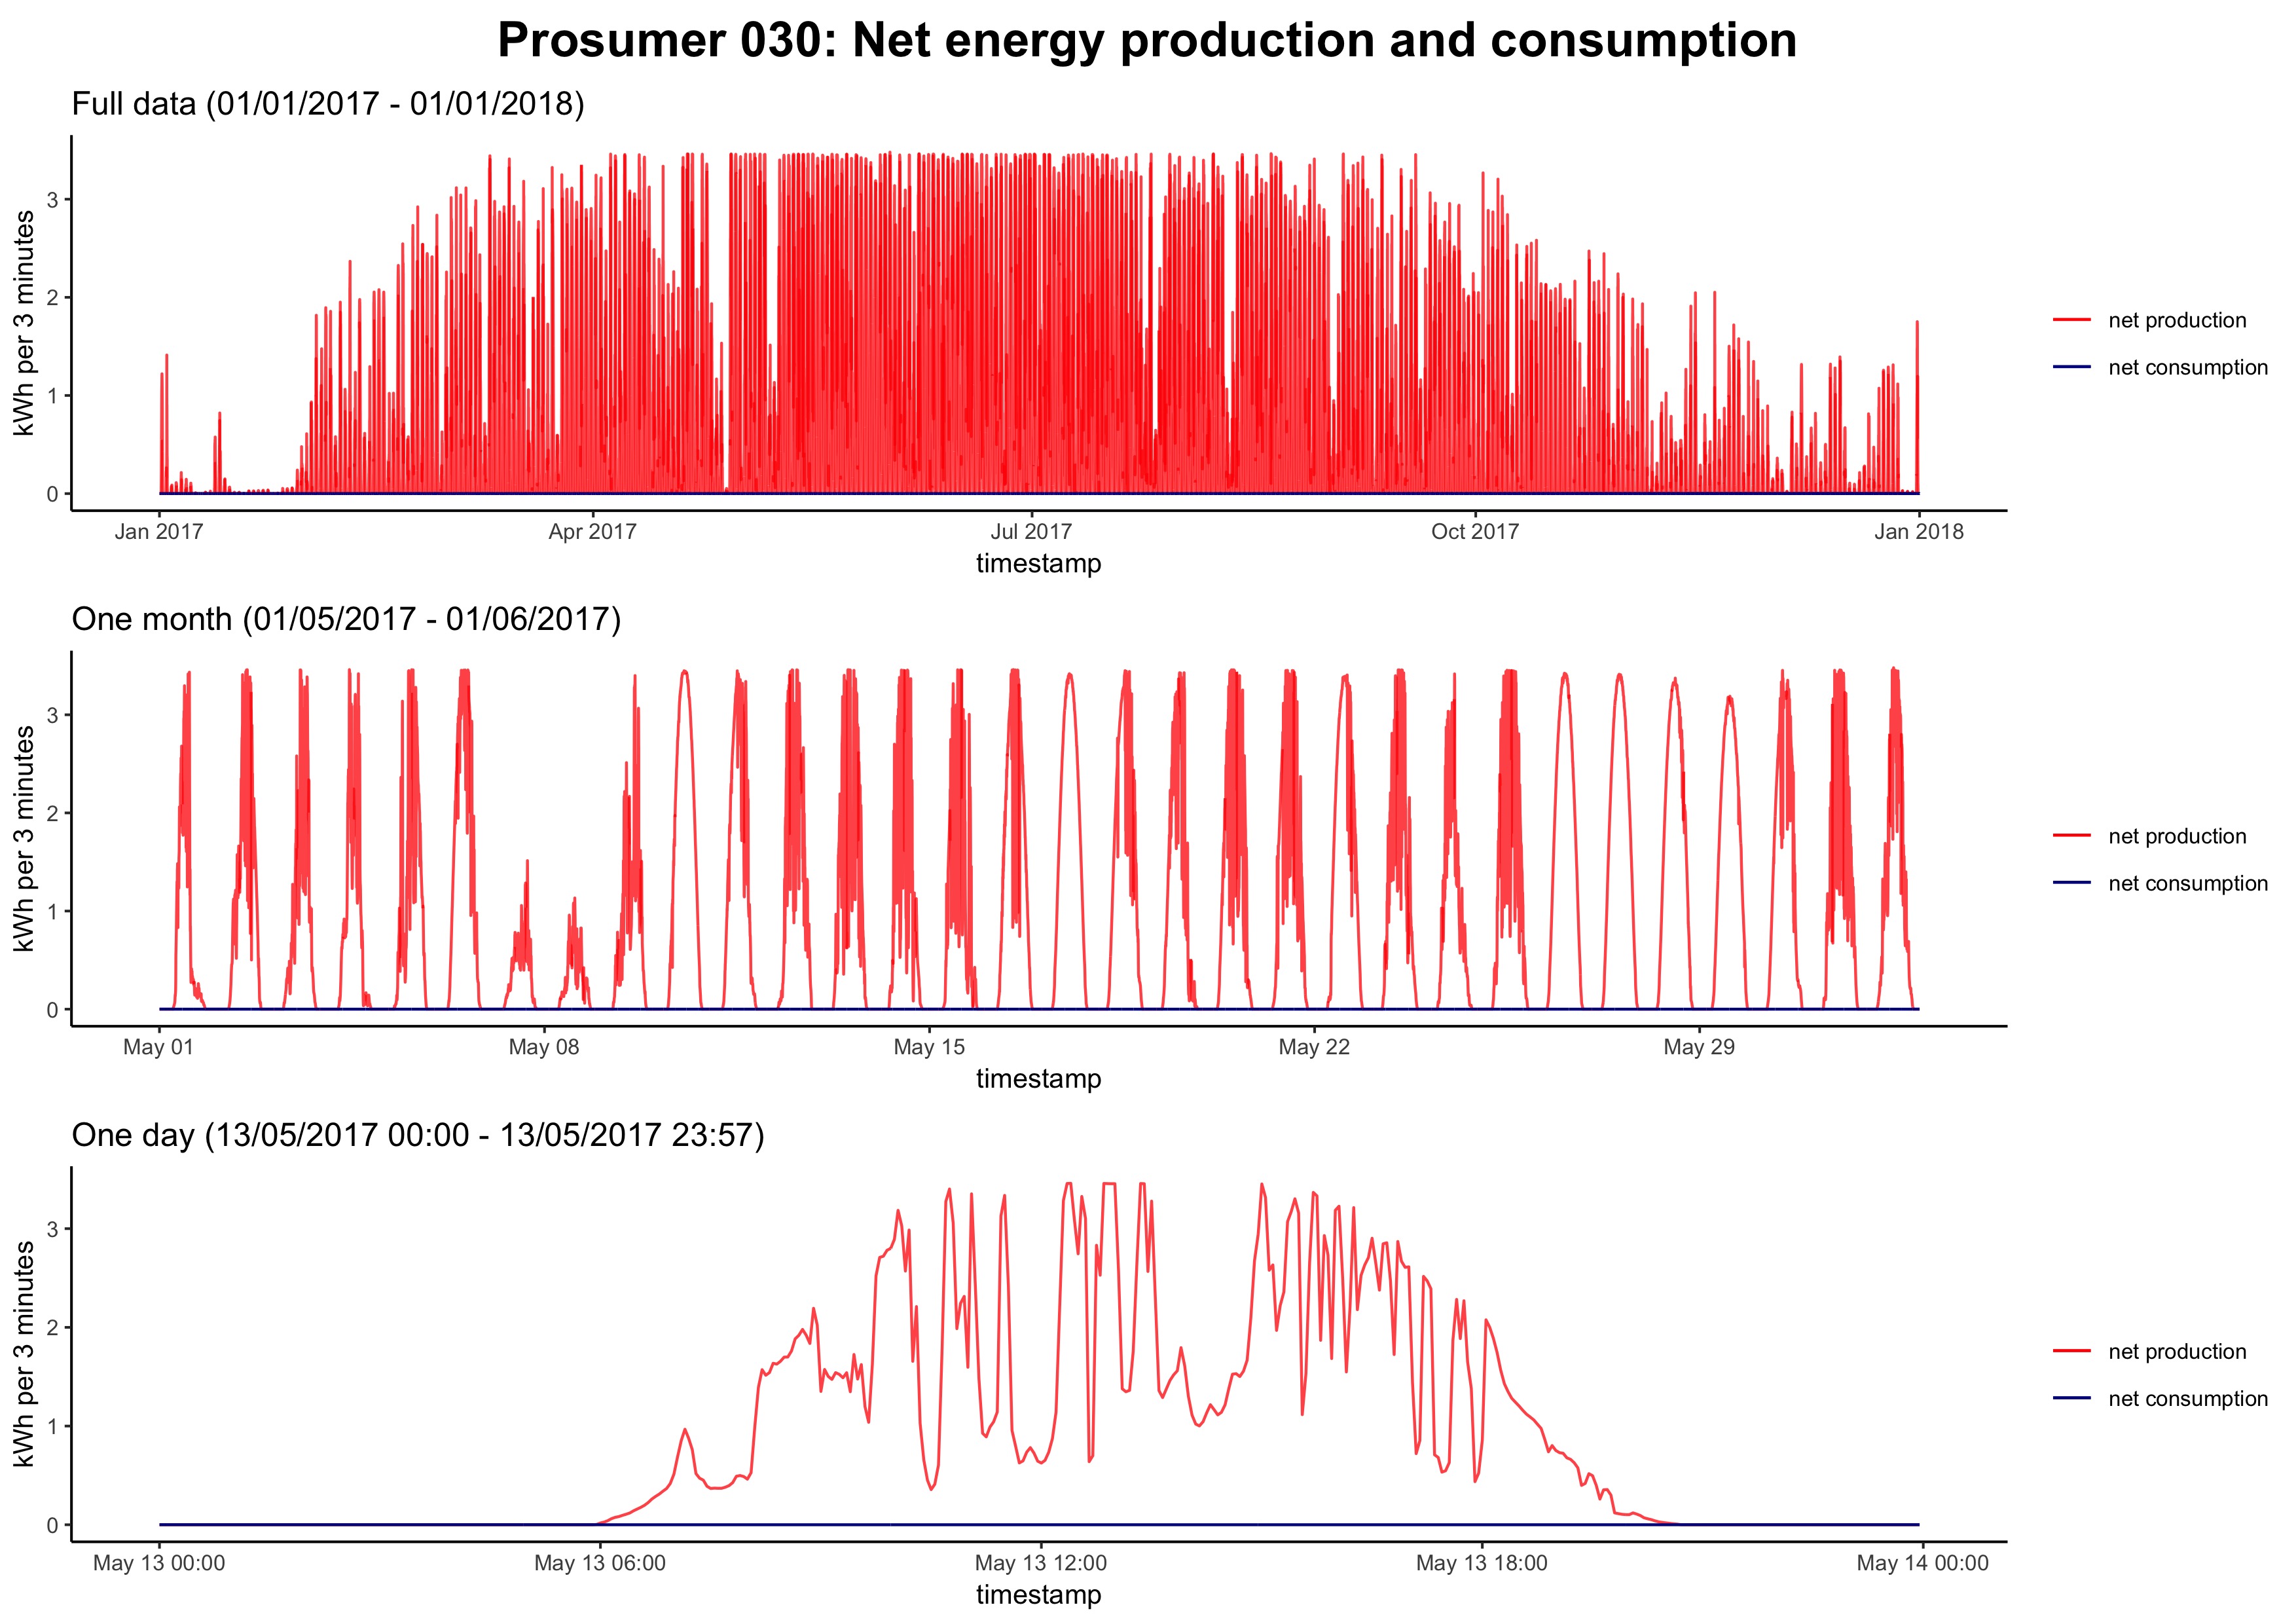 Prosumer 030: Net energy production and consumption
Full data (01/01/2017 - 01/01/2018)
kWh per 3 minutes
3
2
1
0
Jan 2017 Apr 2017 Jul 2017 Oct 2017 Jan 2018
timestamp
net production
net consumption
One month (01/05/2017 - 01/06/2017)
kWh per 3 minutes
3
2
1
0
May 01 May 08 May 15 May 22 May 29
timestamp
net production
net consumption
One day (13/05/2017 00:00 - 13/05/2017 23:57)
kWh per 3 minutes
3
2
1
0
May 13 00:00 May 13 06:00 May 13 12:00 May 13 18:00 May 14 00:00
timestamp
net production
net consumption